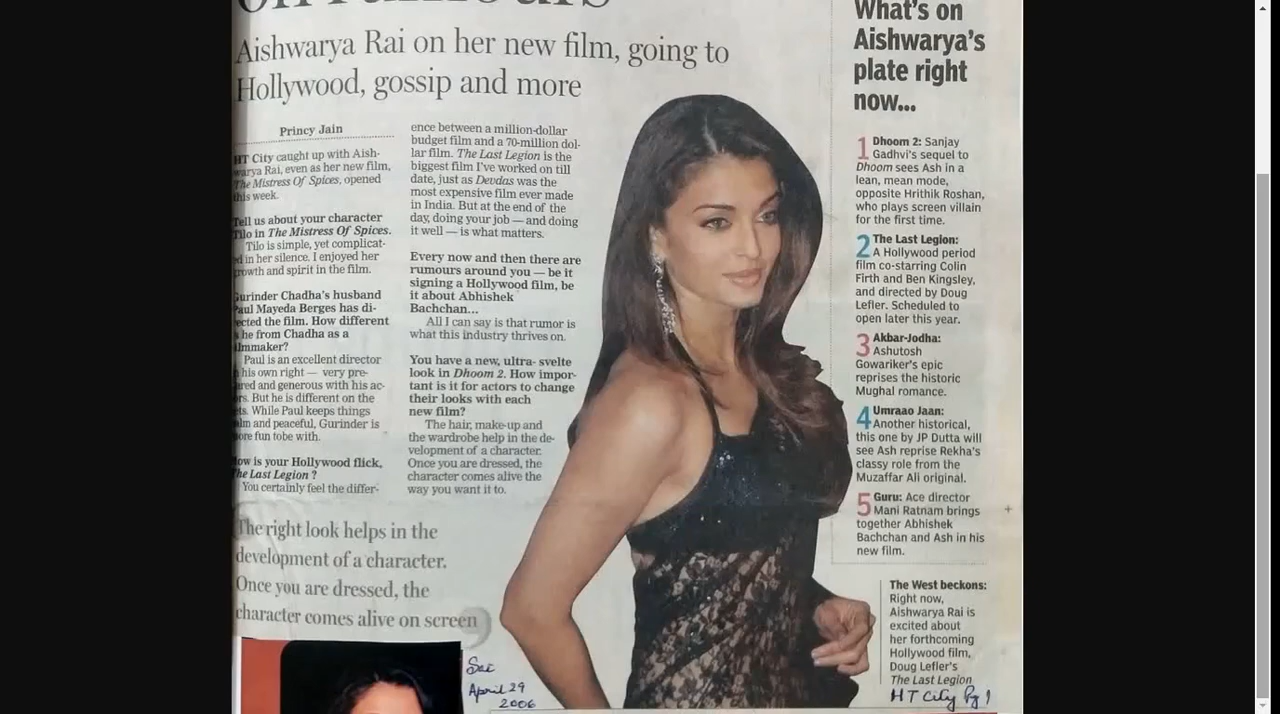 on rumours
Aishwarya Rai on her new film, going to
Hollywood, gossip and more
Princy Jain
HT City caught up with Aish-
warya Rai, even as her new film,
The Mistress Of Spices, opened
this week.
Tell us about your character
Tilo in The Mistress Of Spices.
Tilo is simple, yet complicat-
ed in her silence. I enjoyed her
growth and spirit in the film.
Gurinder Chadha's husband
Paul Mayeda Berges has di-
rected the film. How different
is he from Chadha as a
filmmaker?
Paul is an excellent director
in his own right — very pre-
pared and generous with his ac-
tors. But he is different on the
sets. While Paul keeps things
calm and peaceful, Gurinder is
more fun tobe with.
How is your Hollywood flick,
The Last Legion ?
You certainly feel the differ-
ence between a million-dollar
budget film and a 70-million dol-
lar film. The Last Legion is the
biggest film I've worked on till
date, just as Devdas was the
most expensive film ever made
in India. But at the end of the
day, doing your job — and doing
it well — is what matters.
Every now and then there are
rumours around you — be it
signing a Hollywood film, be
it about Abhishek
Bachchan...
All I can say is that rumor is
what this industry thrives on.
You have a new, ultra- svelte
look in Dhoom 2. How impor-
tant is it for actors to change
their looks with each
new film?
The hair, make-up and
the wardrobe help in the de-
velopment of a character.
Once you are dressed, the
character comes alive the
way you want it to.
The right look helps in the
development of a character.
Once you are dressed, the
character comes alive on screen ’
Sat
April 29
2006
What's on
Aishwarya's
plate right
now...
1 Dhoom 2: Sanjay
Gadhvi's sequel to
Dhoom sees Ash in a
lean, mean mode,
opposite Hrithik Roshan,
who plays screen villain
for the first time.
2 The Last Legion:
A Hollywood period
film co-starring Colin
Firth and Ben Kingsley,
and directed by Doug
Lefler. Scheduled to
open later this year.
3 Akbar-Jodha:
Ashutosh
Gowariker's epic
reprises the historic
Mughal romance.
4 Umraao Jaan:
Another historical,
this one by JP Dutta will
see Ash reprise Rekha's
classy role from the
Muzaffar Ali original.
5 Guru: Ace director
Mani Ratnam brings
together Abhishek
Bachchan and Ash in his
new film.
The West beckons:
Right now,
Aishwarya Rai is
excited about
her forthcoming
Hollywood film,
Doug Lefler's
The Last Legion
HT City Pg 1